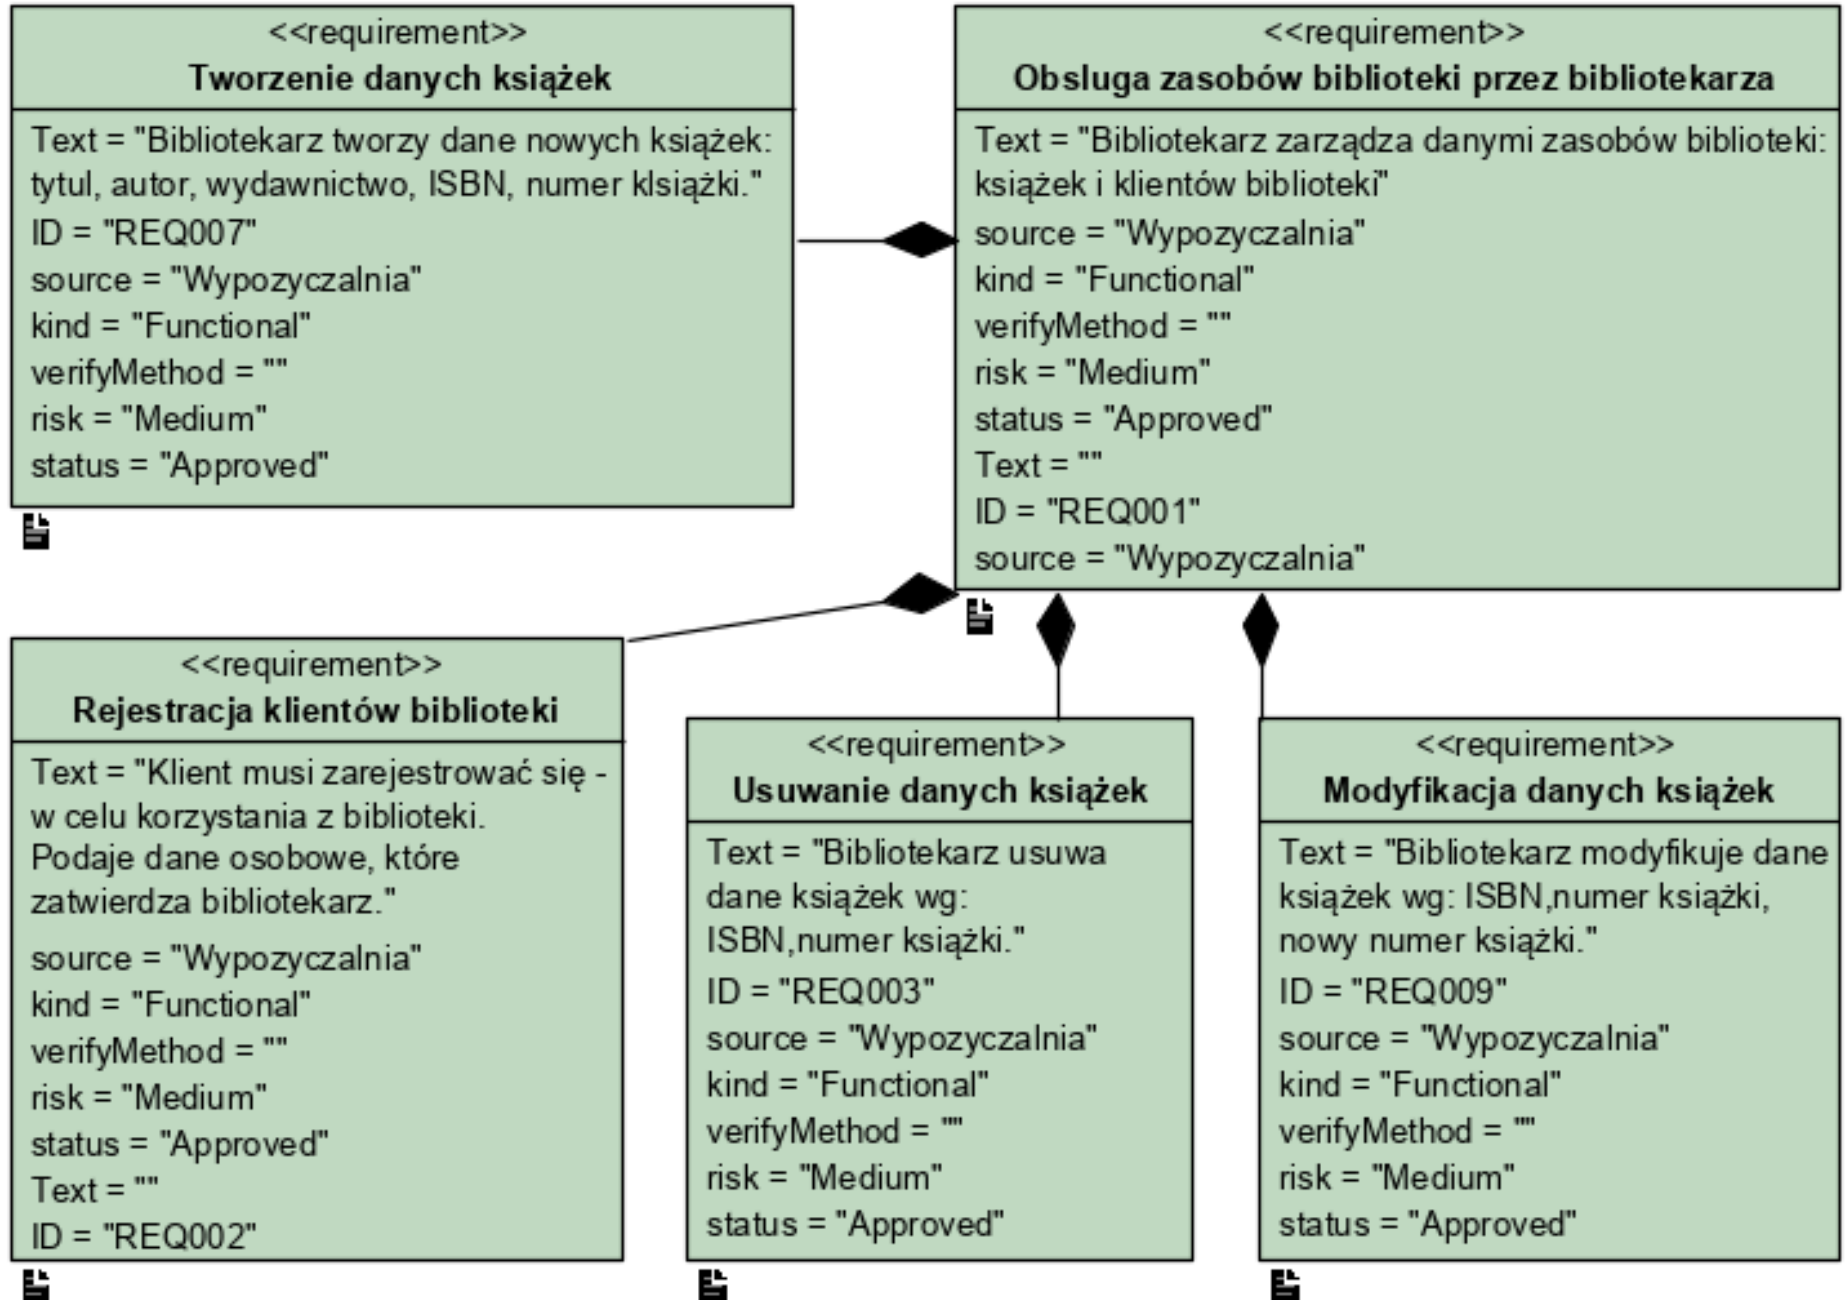 <<requirement>>
Tworzenie danych książek
Text = "Bibliotekarz tworzy dane nowych książek:
tytul, autor, wydawnictwo, ISBN, numer klsiążki."
ID = "REQ007"
source = "Wypozyczalnia"
kind = "Functional"
verifyMethod = ""
risk = "Medium"
status = "Approved"
<<requirement>>
Obsluga zasobów biblioteki przez bibliotekarza
Text = "Bibliotekarz zarządza danymi zasobów biblioteki:
książek i klientów biblioteki"
source = "Wypozyczalnia"
kind = "Functional"
verifyMethod = ""
risk = "Medium"
status = "Approved"
Text = ""
ID = "REQ001"
source = "Wypozyczalnia"
<<requirement>>
Rejestracja klientów biblioteki
Text = "Klient musi zarejestrować się -
w celu korzystania z biblioteki.
Podaje dane osobowe, które
zatwierdza bibliotekarz."
source = "Wypozyczalnia"
kind = "Functional"
verifyMethod = ""
risk = "Medium"
status = "Approved"
Text = ""
ID = "REQ002"
<<requirement>>
Usuwanie danych książek
Text = "Bibliotekarz usuwa
dane książek wg:
ISBN,numer książki."
ID = "REQ003"
source = "Wypozyczalnia"
kind = "Functional"
verifyMethod = ""
risk = "Medium"
status = "Approved"
<<requirement>>
Modyfikacja danych książek
Text = "Bibliotekarz modyfikuje dane
książek wg: ISBN,numer książki,
nowy numer książki."
ID = "REQ009"
source = "Wypozyczalnia"
kind = "Functional"
verifyMethod = ""
risk = "Medium"
status = "Approved"